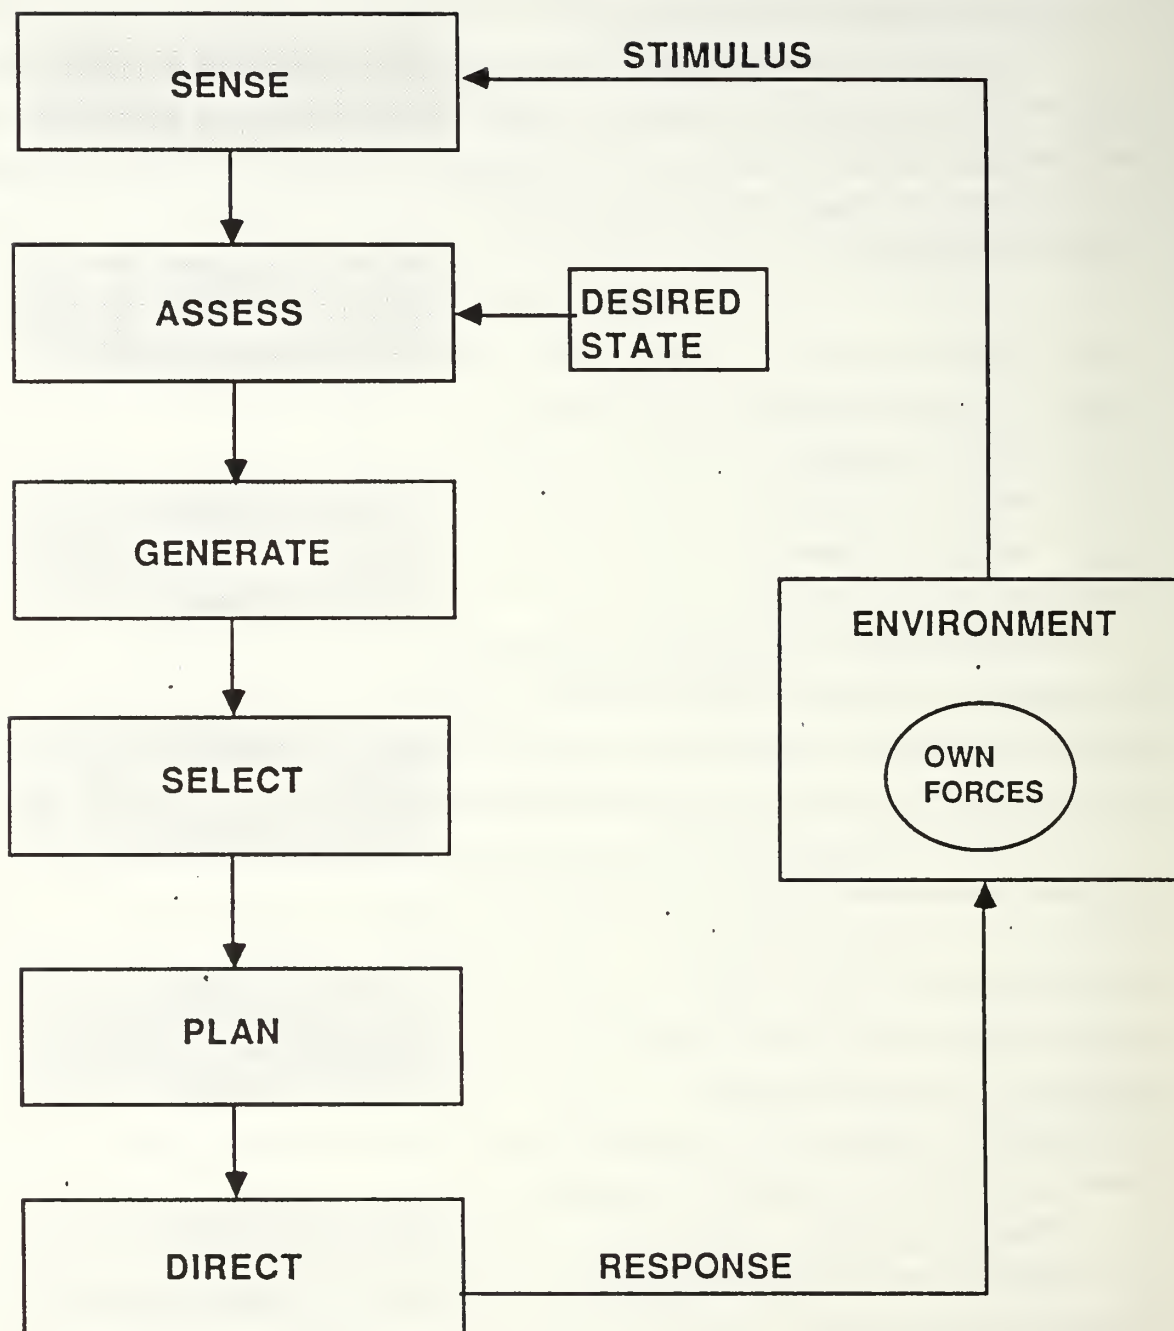 SENSE
STIMULUS
ASSESS
DESIRED
STATE
GENERATE
ENVIRONMENT
SELECT
OWN
FORCES
PLAN
DIRECT
RESPONSE